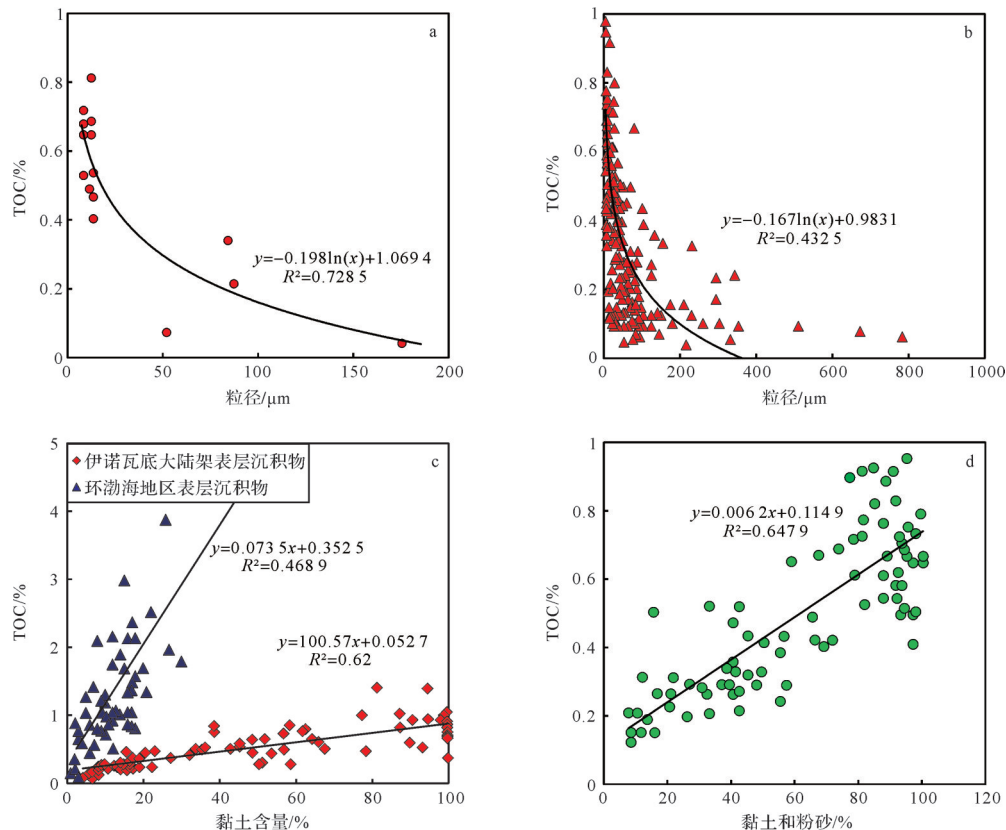 a
1
0.8
0.6
0.4
0.2
0
TOC/%
y=−0.198ln(x)+1.069 4
R²=0.728 5
0
50
100
150
200
粒径/μm
b
1
0.8
0.6
0.4
0.2
0
TOC/%
y=−0.167ln(x)+0.983 1
R²=0.432 5
0
200
400
600
800
1000
粒径/μm
c
5
4
3
2
1
0
TOC/%
伊诺瓦底大陆架表层沉积物
环渤海地区表层沉积物
y=0.073 5x+0.352 5
R²=0.468 9
y=100.57x+0.052 7
R²=0.62
0
20
40
60
80
100
黏土含量/%
d
1
0.8
0.6
0.4
0.2
0
TOC/%
y=0.006 2x+0.114 9
R²=0.647 9
0
20
40
60
80
100
120
黏土和粉砂/%